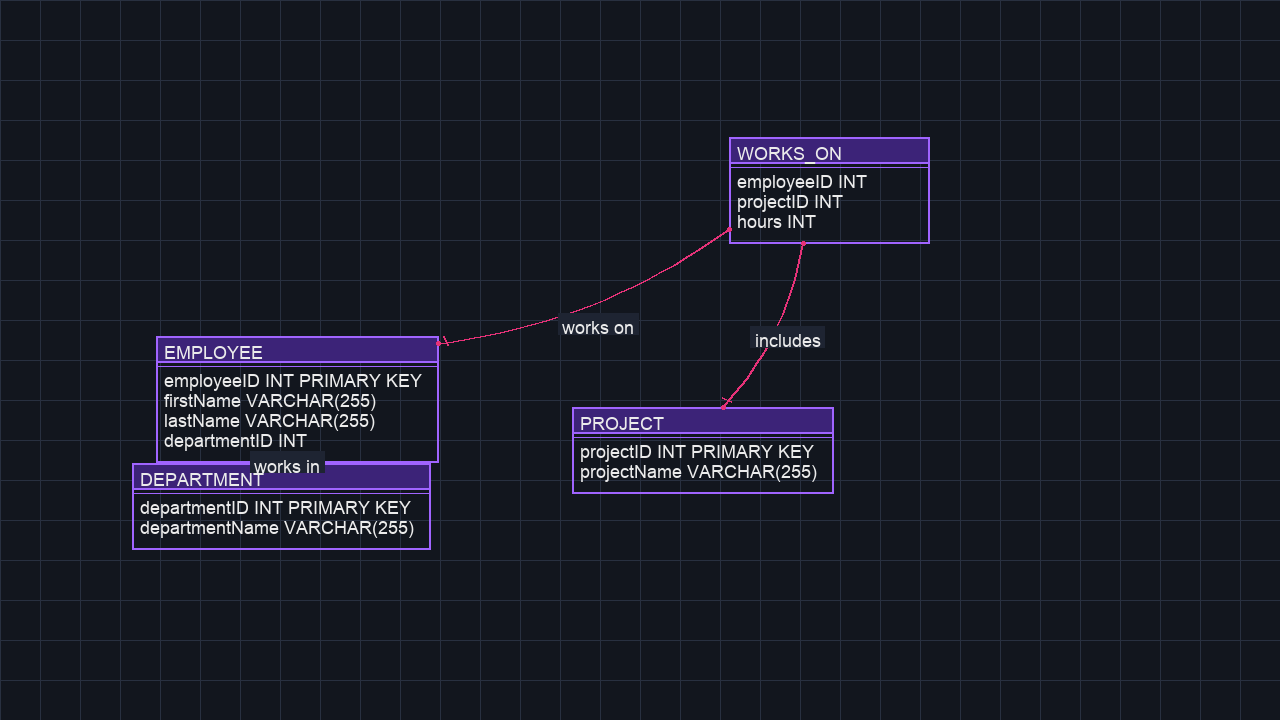 WORKS_ON
employeeID INT
projectID INT
hours INT
works on
includes
EMPLOYEE
employeeID INT PRIMARY KEY
firstName VARCHAR(255)
lastName VARCHAR(255)
departmentID INT
works in
DEPARTMENT
departmentID INT PRIMARY KEY
departmentName VARCHAR(255)
PROJECT
projectID INT PRIMARY KEY
projectName VARCHAR(255)